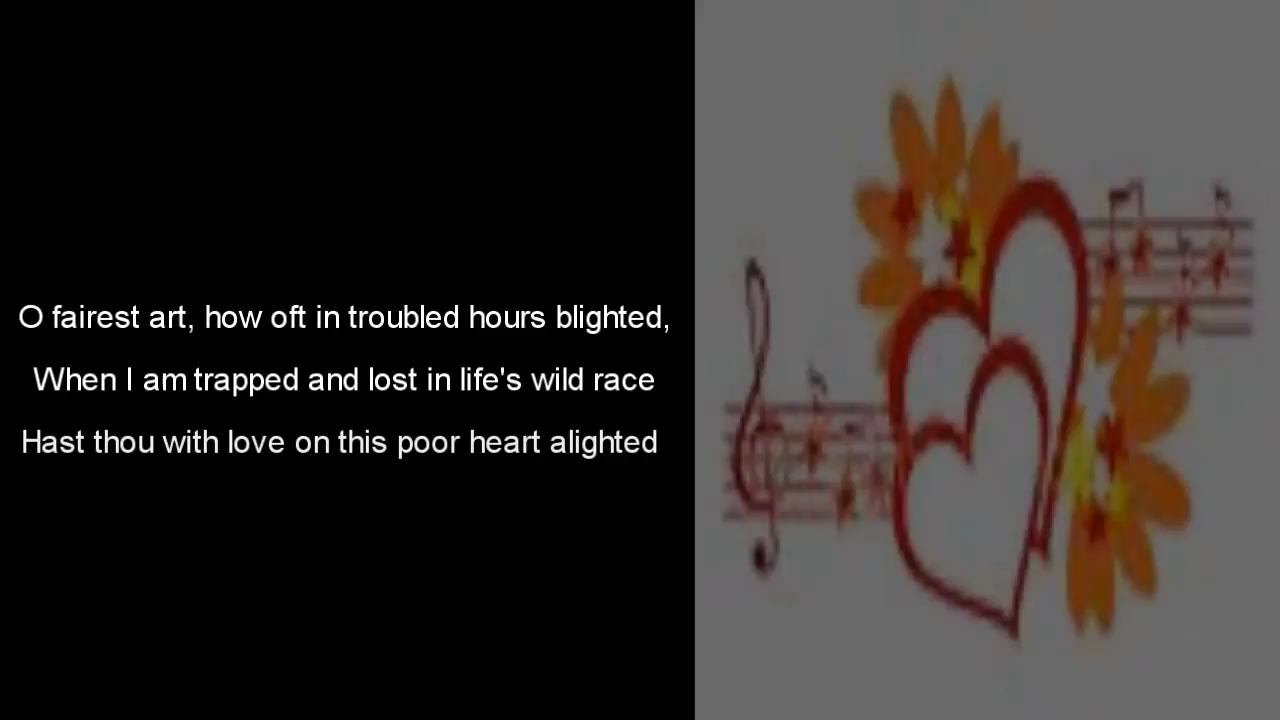 O fairest art, how oft in troubled hours blighted,
When I am trapped and lost in life's wild race
Hast thou with love on this poor heart alighted